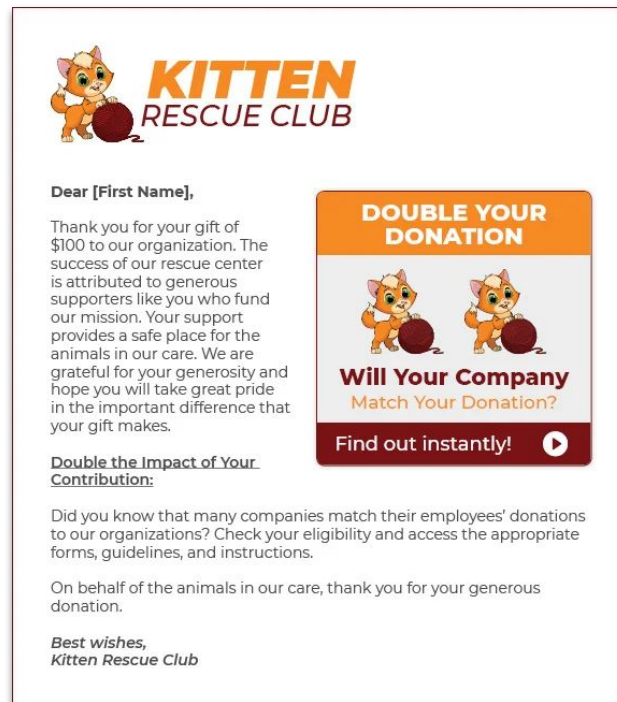 KITTEN
RESCUE CLUB
Dear [First Name],
Thank you for your gift of
$100 to our organization. The
success of our rescue center
is attributed to generous
supporters like you who fund
our mission. Your support
provides a safe place for the
animals in our care. We are
grateful for your generosity and
hope you will take great pride
in the important difference that
your gift makes.
DOUBLE YOUR
DONATION
Will Your Company
Match Your Donation?
Find out instantly!
Double the Impact of Your
Contribution:
Did you know that many companies match their employees’ donations
to our organizations? Check your eligibility and access the appropriate
forms, guidelines, and instructions.
On behalf of the animals in our care, thank you for your generous
donation.
Best wishes,
Kitten Rescue Club